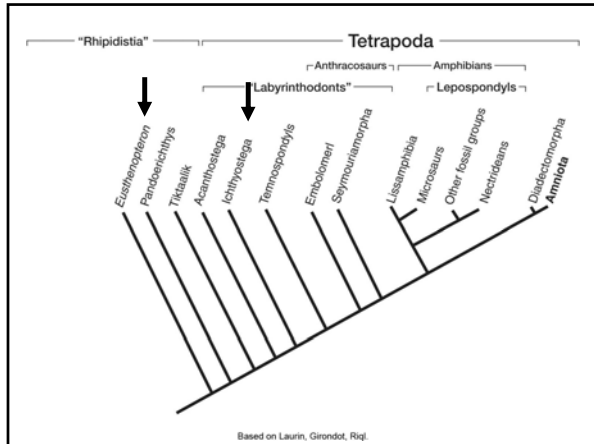 "Rhipidistia" Tetrapoda
Anthracosaurs Amphibians
"Labyrinthodonts" Lepospondyls
Eusthenopteron
Pandoerichthys
Tiktaalik
Acanthostega
Ichthyostega
Temnospondyls
Embolomerl
Seymouriamorpha
Lissamphibia
Microsaurs
Other fossil groups
Nectrideans
Diadectomorpha
Amniota
Based on Laurin, Girondot, Riql.